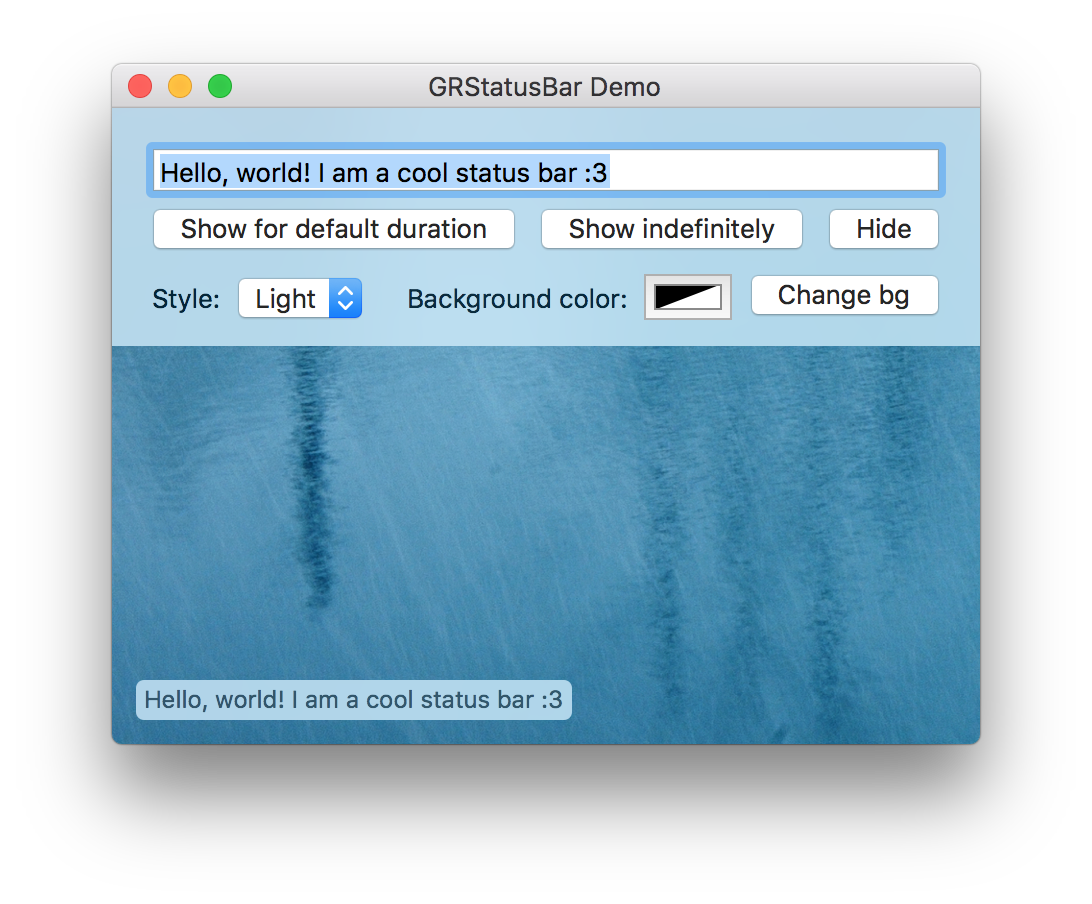 GRStatusBar Demo
Hello, world! I am a cool status bar :3
Show for default duration Show indefinitely Hide
Style: Light Background color: Change bg
Hello, world! I am a cool status bar :3